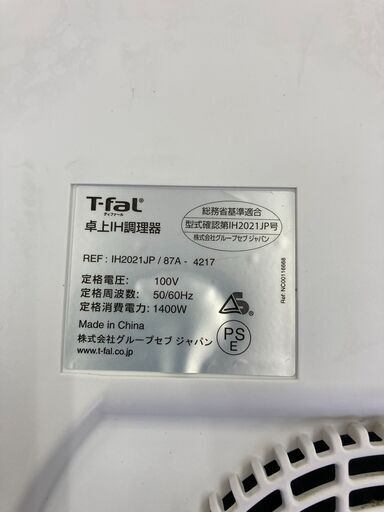 T-fal®
ティファール
卓上IH調理器
総務省基準適合
型式確認第IH2021JP号
株式会社グループセブ ジャパン
REF : IH2021JP / 87A - 4217
定格電圧: 100V
定格周波数: 50/60Hz
定格消費電力: 1400W
Made in China
株式会社グループセブ ジャパン
www.t-fal.co.jp
PS
E
Ref: NC00116668